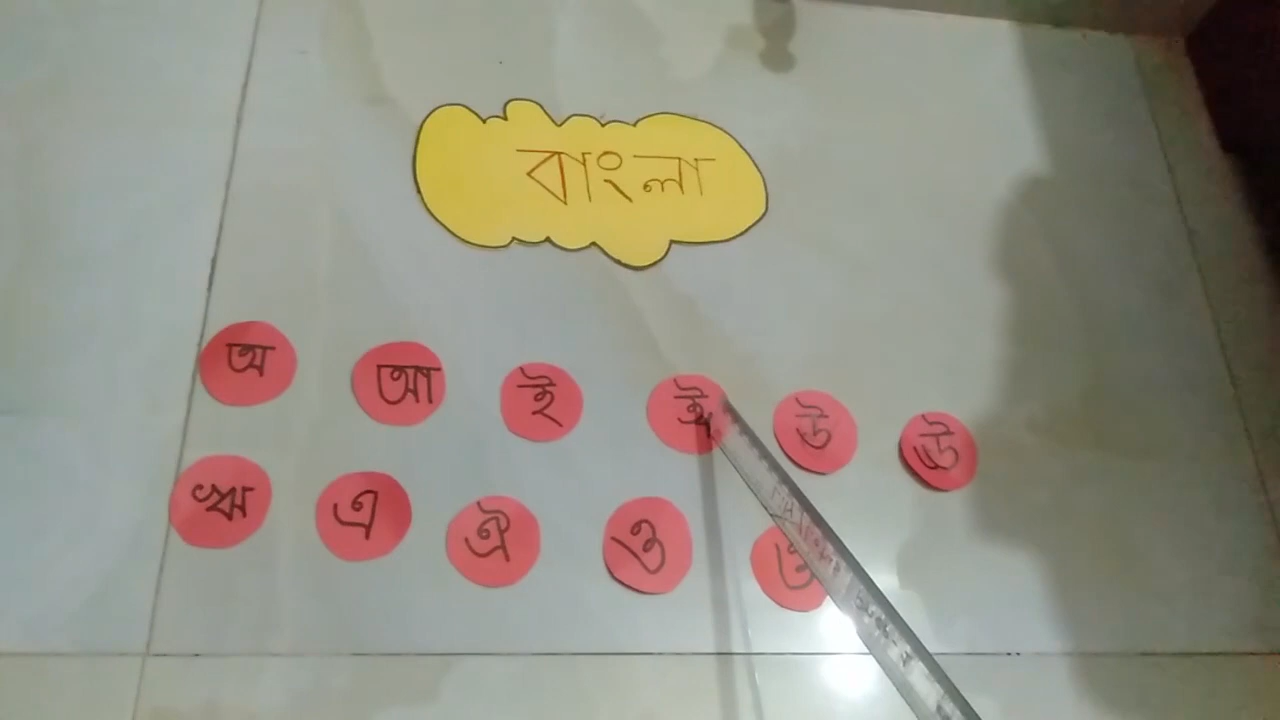 বাংলা
অ আ ই ঈ উ ঊ
ঋ এ ঐ ও